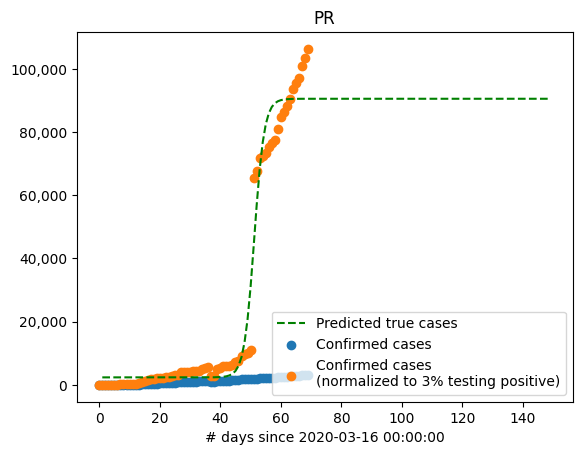 PR
100,000
80,000
60,000
40,000
20,000
0
Predicted true cases
Confirmed cases
Confirmed cases
(normalized to 3% testing positive)
0 20 40 60 80 100 120 140
# days since 2020-03-16 00:00:00